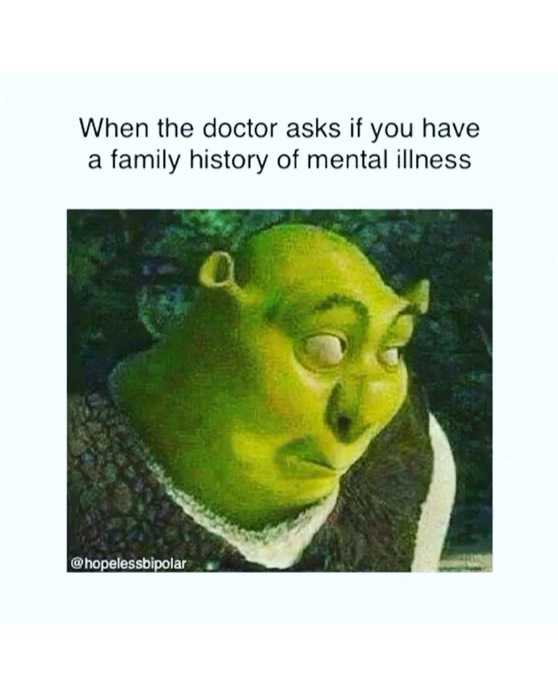 When the doctor asks if you have
a family history of mental illness
@hopelessbipolar